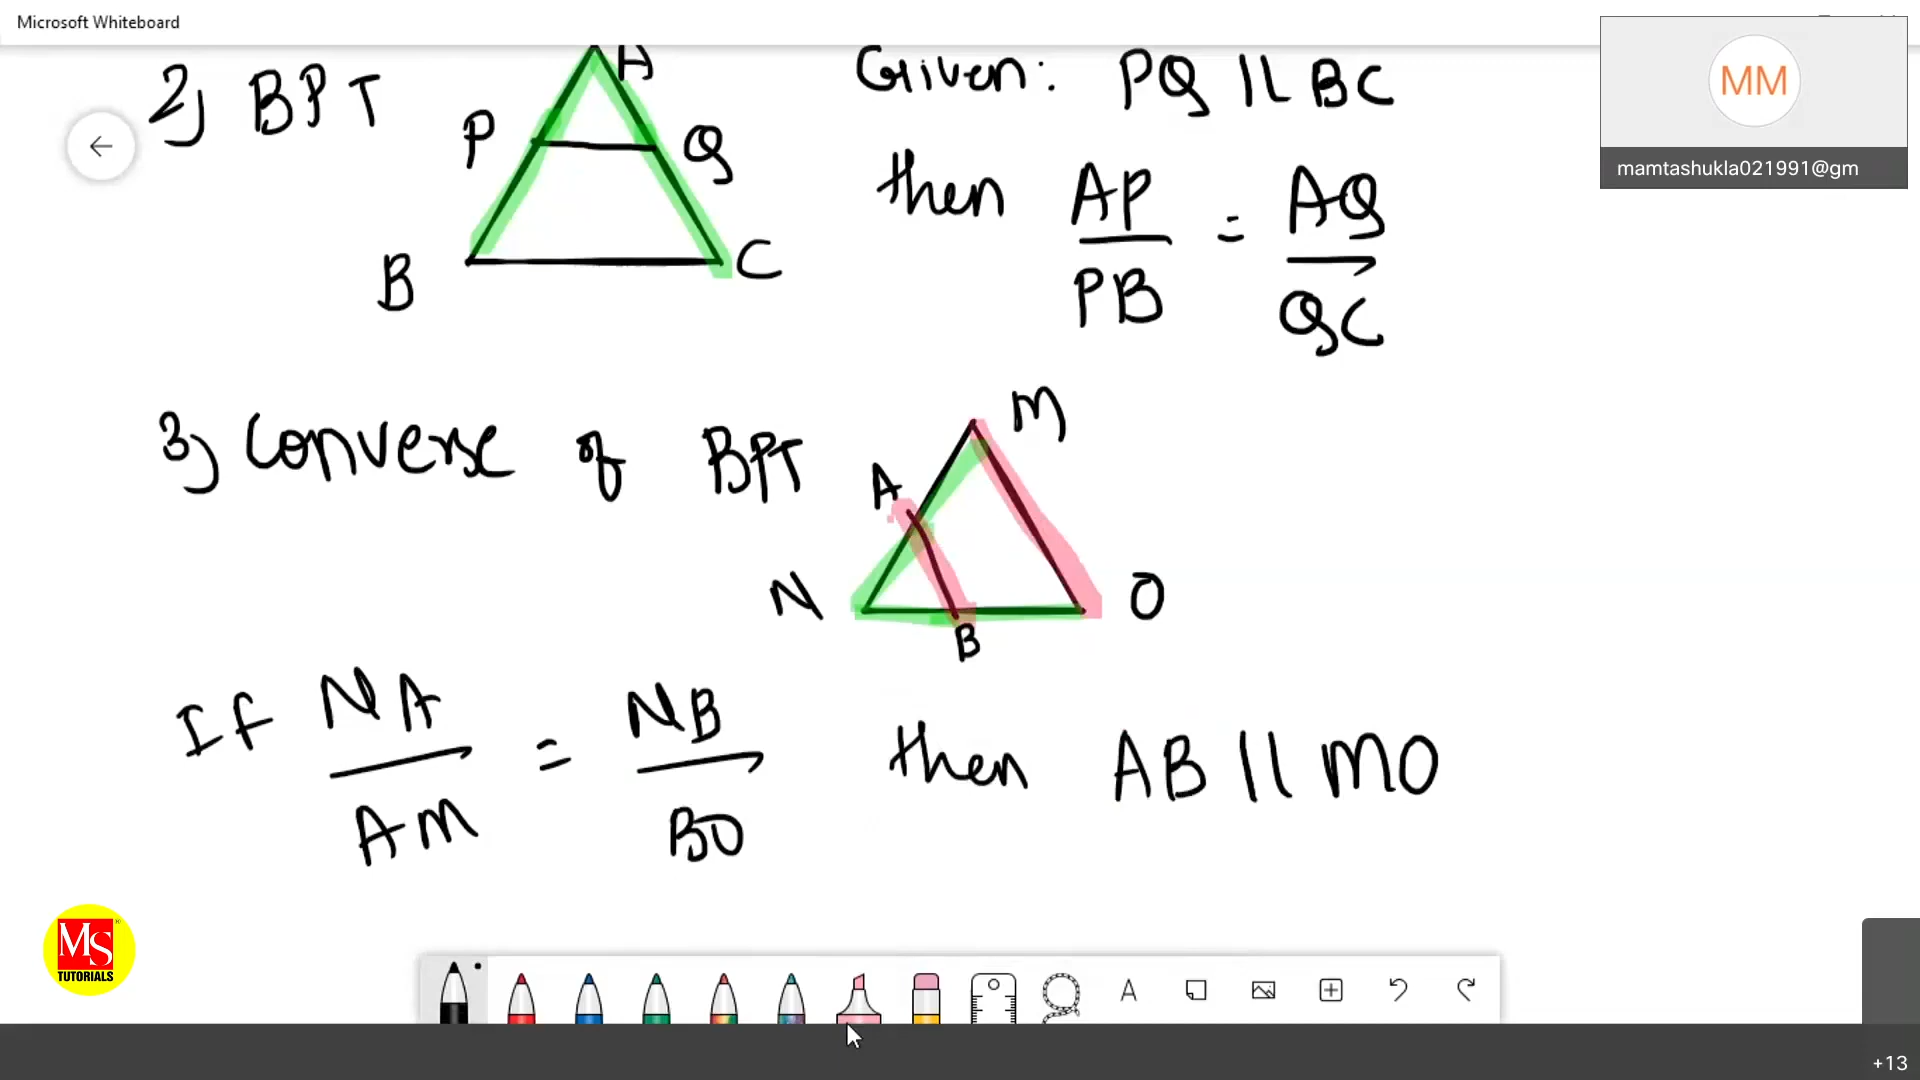 Microsoft Whiteboard
MM
mamtashukla021991@gm
2) BPT
A
P
Q
B
C
Given: PQ || BC
then AP/PB = AQ/QC
3) Converse of BPT
M
A
N
B
O
If NA/AM = NB/BO then AB || MO
MS
TUTORIALS
A
+13